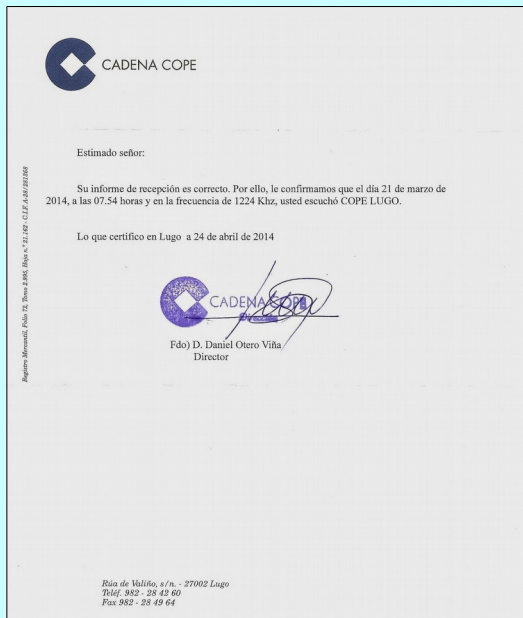 CADENA COPE
Estimado señor:
Su informe de recepción es correcto. Por ello, le confirmamos que el día 21 de marzo de
2014, a las 07.54 horas y en la frecuencia de 1224 Khz, usted escuchó COPE LUGO.
Lo que certifico en Lugo a 24 de abril de 2014
CADENA COPE
Dirección
Fdo) D. Daniel Otero Viña
Director
Registro Mercantil, Folio 72, Tomo 2.995, Hoja n.º 21.162 - C.I.F. A-28/281368
Rúa de Valiño, s/n. - 27002 Lugo
Teléf. 982 - 28 42 60
Fax 982 - 28 49 64